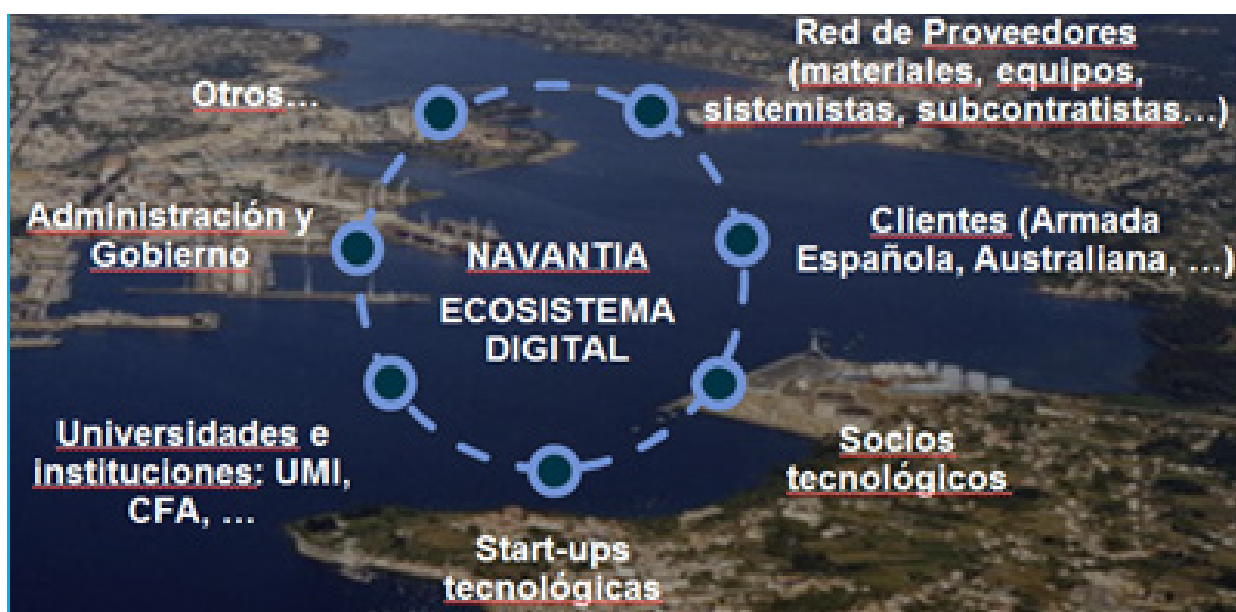 Red de Proveedores
(materiales, equipos,
sistemistas, subcontratistas…)
Otros…
Administración y
Gobierno
Clientes (Armada
Española, Australiana, …)
NAVANTIA
ECOSISTEMA
DIGITAL
Universidades e
instituciones: UMI,
CFA, …
Socios
tecnológicos
Start-ups
tecnológicas